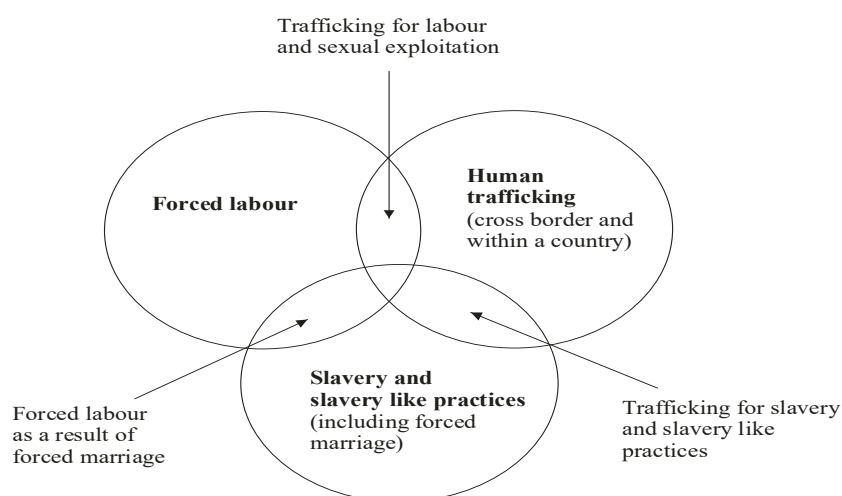 Trafficking for labour
and sexual exploitation
Forced labour
Human
trafficking
(cross border and
within a country)
Slavery and
slavery like practices
(including forced
marriage)
Forced labour
as a result of
forced marriage
Trafficking for slavery
and slavery like
practices